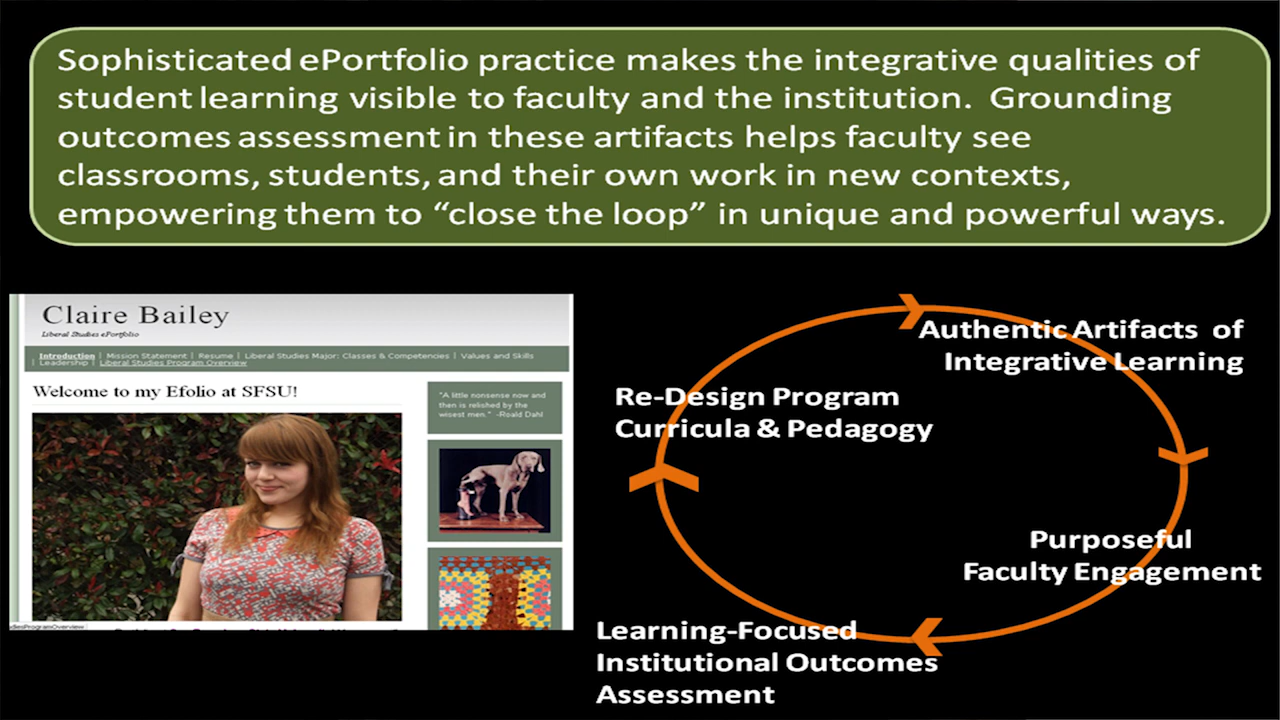 Sophisticated ePortfolio practice makes the integrative qualities of
student learning visible to faculty and the institution.  Grounding
outcomes assessment in these artifacts helps faculty see
classrooms, students, and their own work in new contexts,
empowering them to “close the loop” in unique and powerful ways.
Claire Bailey
Liberal Studies ePortfolio
Introduction | Mission Statement | Resume | Liberal Studies Major: Classes & Competencies | Values and Skills
| Leadership | Liberal Studies Program Overview
Welcome to my Efolio at SFSU!
"A little nonsense now and
then is relished by the
wisest men." -Roald Dahl
diesProgramOverview
Authentic Artifacts of
Integrative Learning
Re-Design Program
Curricula & Pedagogy
Purposeful
Faculty Engagement
Learning-Focused
Institutional Outcomes
Assessment